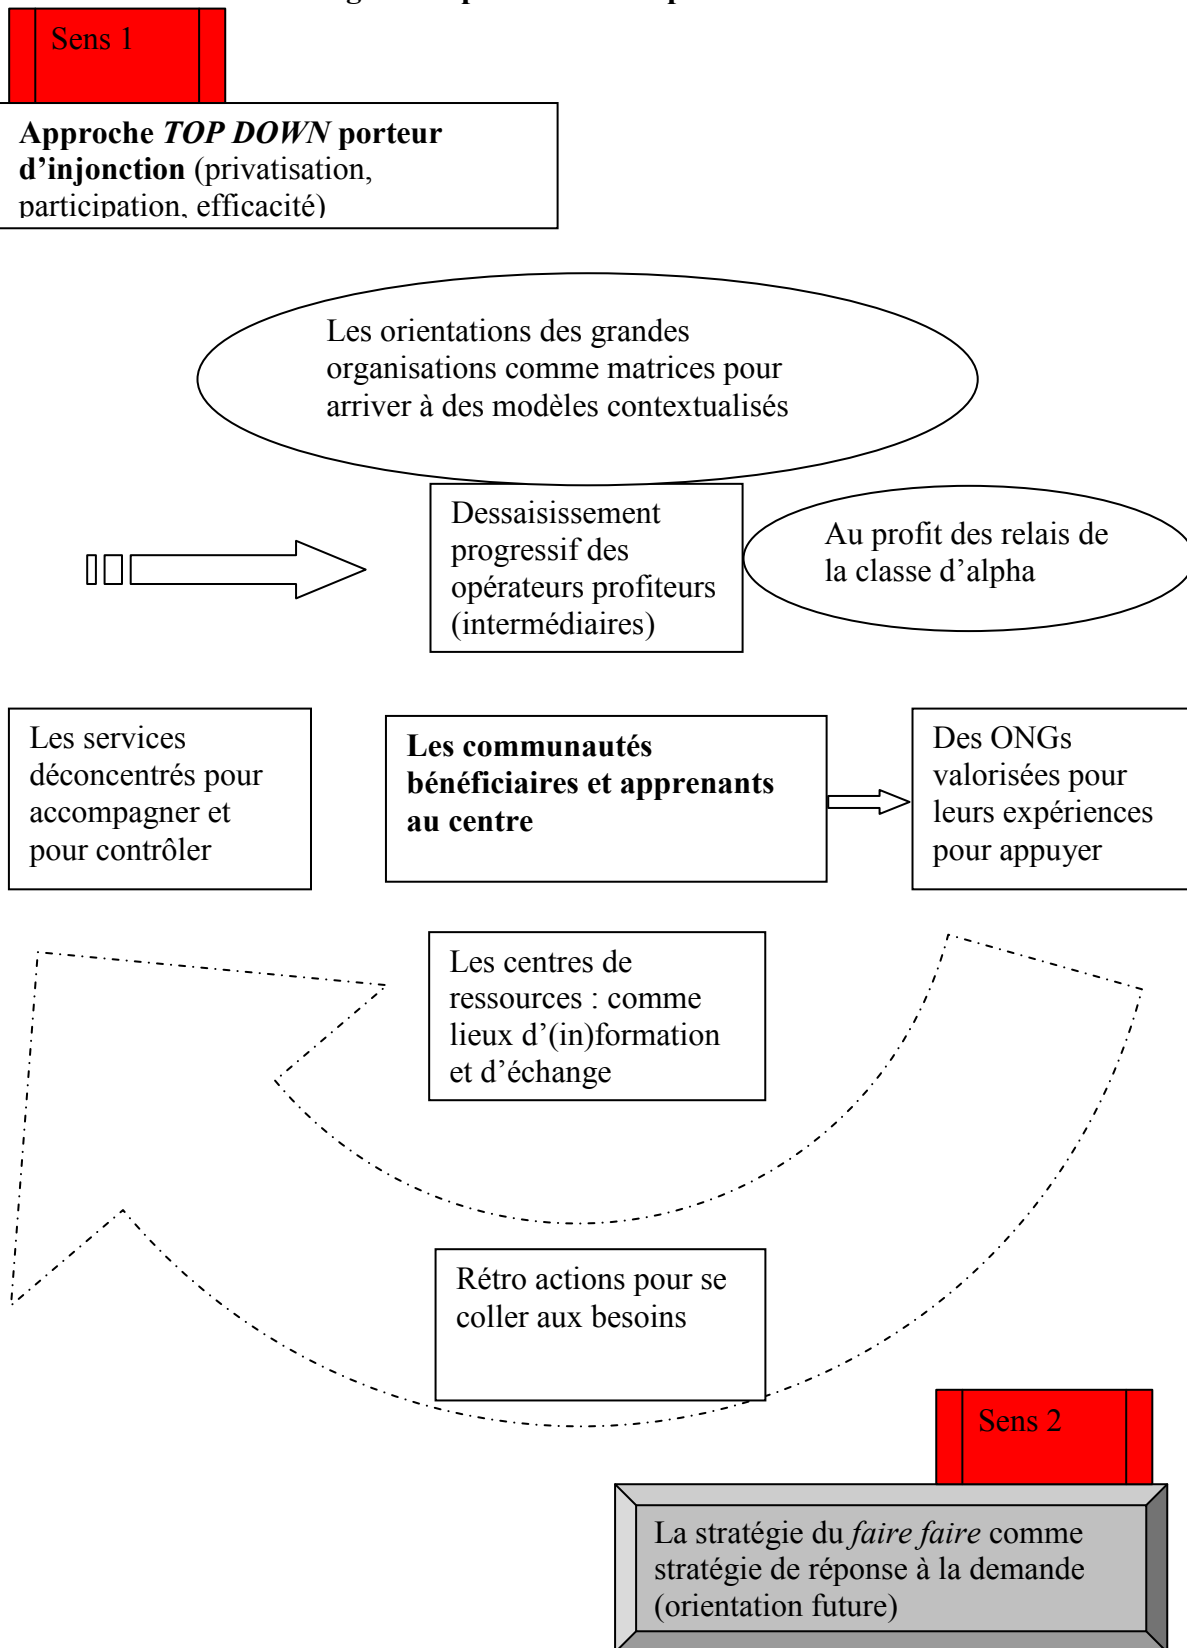 Sens 1
Approche TOP DOWN porteur
d’injonction (privatisation,
participation, efficacité)
Les orientations des grandes
organisations comme matrices pour
arriver à des modèles contextualisés
Dessaisissement
progressif des
opérateurs profiteurs
(intermédiaires)
Au profit des relais de
la classe d’alpha
Les services
déconcentrés pour
accompagner et
pour contrôler
Les communautés
bénéficiaires et apprenants
au centre
Des ONGs
valorisées pour
leurs expériences
pour appuyer
Les centres de
ressources : comme
lieux d’(in)formation
et d’échange
Rétro actions pour se
coller aux besoins
Sens 2
La stratégie du faire faire comme
stratégie de réponse à la demande
(orientation future)